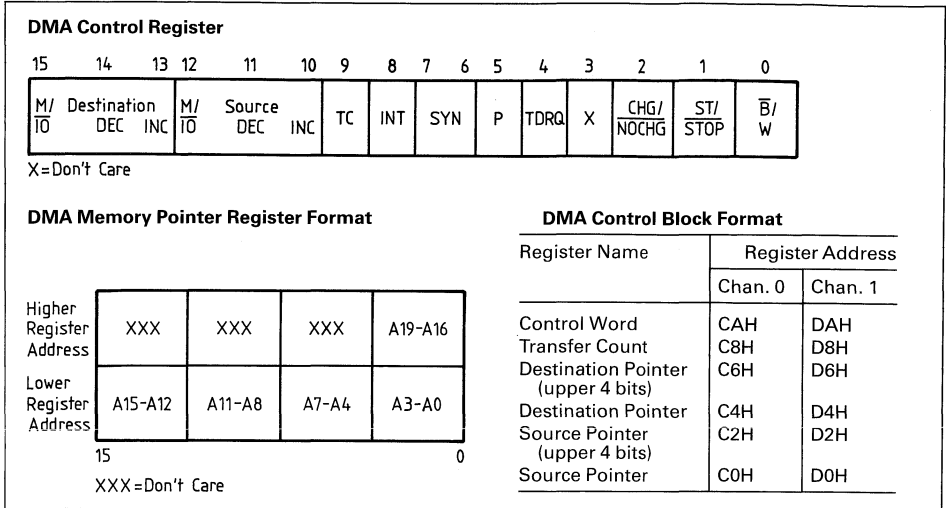 DMA Control Register
15 14 13 12 11 10 9 8 7 6 5 4 3 2 1 0
M/ Destination M/ Source TC INT SYN P TDRQ X CHG/ ST/ B̅/
I̅O̅ DEC INC I̅O̅ DEC INC N̅O̅C̅H̅G̅ S̅T̅O̅P̅ W
X=Don't Care
DMA Memory Pointer Register Format
Higher
Register
Address
XXX XXX XXX A19-A16
Lower
Register
Address
A15-A12 A11-A8 A7-A4 A3-A0
15 0
XXX=Don't Care
DMA Control Block Format
Register Name Register Address
Chan. 0 Chan. 1
Control Word CAH DAH
Transfer Count C8H D8H
Destination Pointer C6H D6H
(upper 4 bits)
Destination Pointer C4H D4H
Source Pointer C2H D2H
(upper 4 bits)
Source Pointer C0H D0H